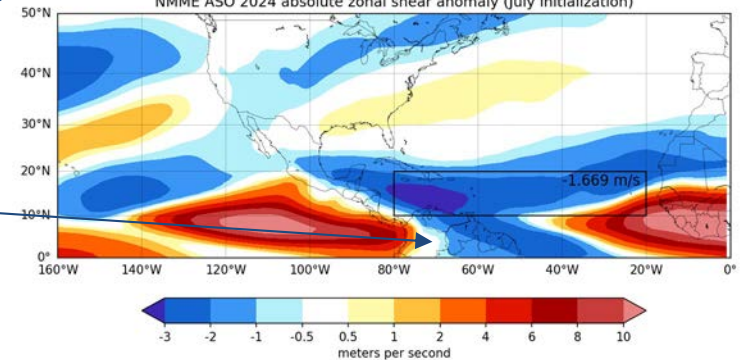 NMME ASO 2024 absolute zonal shear anomaly (July initialization)
50°N
40°N
30°N
20°N
10°N
0°
-1.669 m/s
160°W 140°W 120°W 100°W 80°W 60°W 40°W 20°W 0°
-3 -2 -1 -0.5 0.5 1 2 4 6 8 10
meters per second